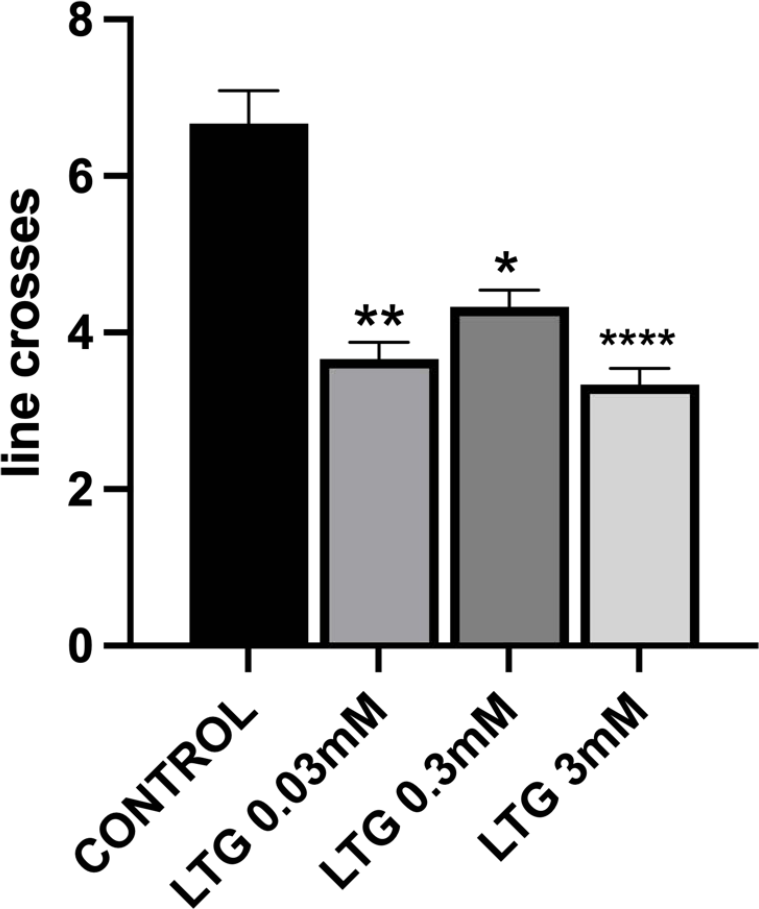 8
6
4
2
0
line crosses
**
*
****
CONTROL
LTG 0.03mM
LTG 0.3mM
LTG 3mM